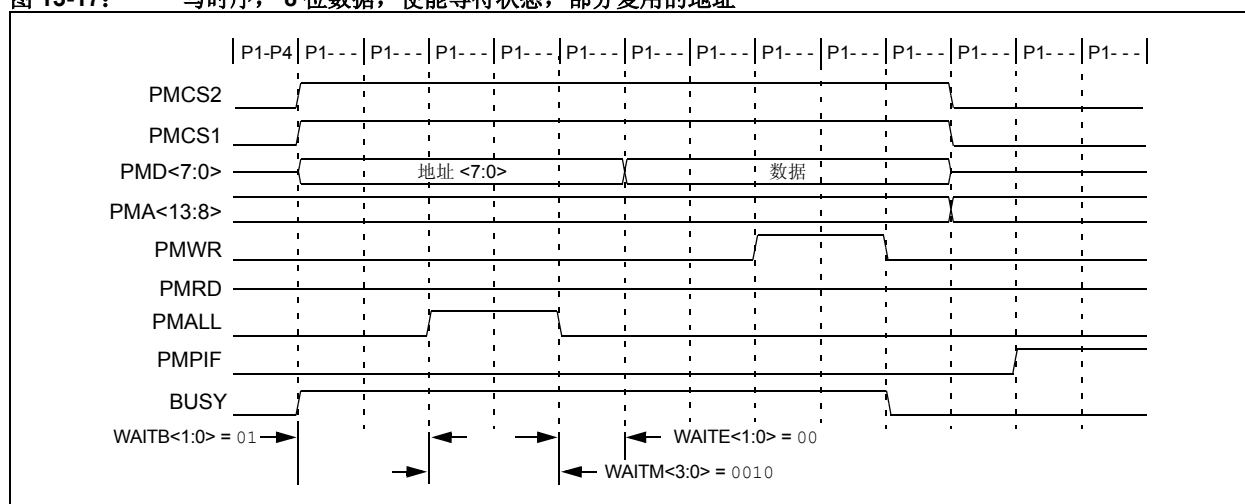 P1-P4 P1- - - P1- - - P1- - - P1- - - P1- - - P1- - - P1- - - P1- - - P1- - - P1- - - P1- - - P1- - - P1- - -
PMCS2
PMCS1
PMD<7:0> 地址 <7:0> 数据
PMA<13:8>
PMWR
PMRD
PMALL
PMPIF
BUSY
WAITB<1:0> = 01 WAITE<1:0> = 00
WAITM<3:0> = 0010